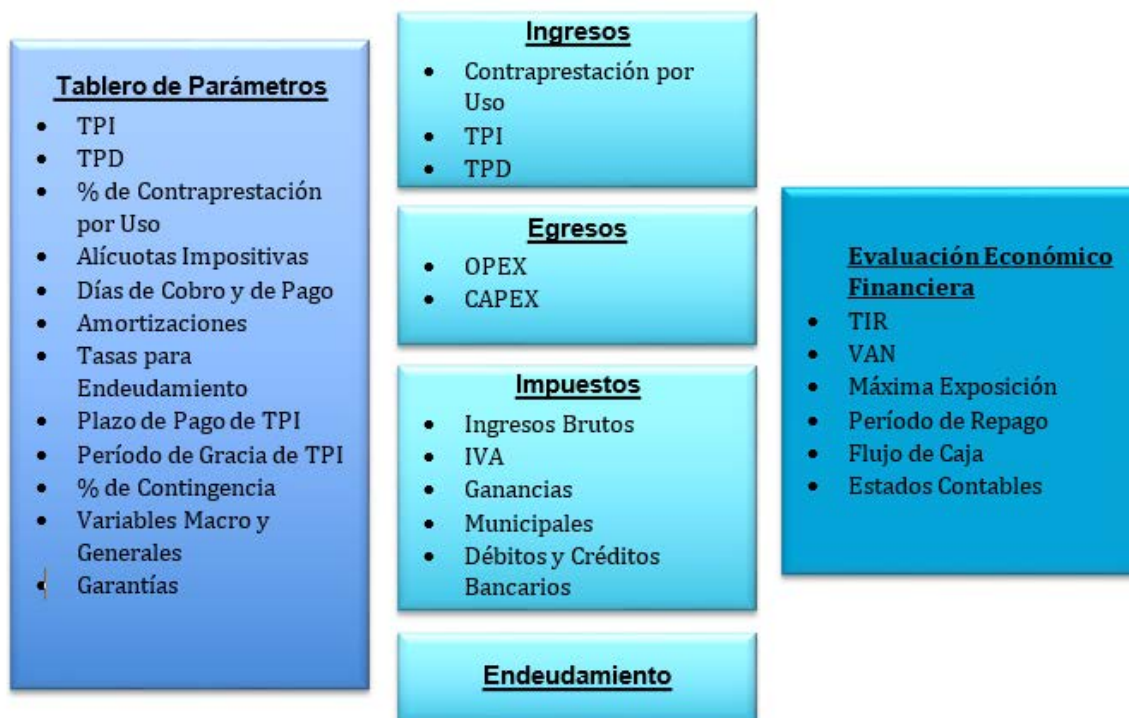 Tablero de Parámetros
• TPI
• TPD
• % de Contraprestación
por Uso
• Alícuotas Impositivas
• Días de Cobro y de Pago
• Amortizaciones
• Tasas para
Endeudamiento
• Plazo de Pago de TPI
• Período de Gracia de TPI
• % de Contingencia
• Variables Macro y
Generales
• Garantías
Ingresos
• Contraprestación por
Uso
• TPI
• TPD
Egresos
• OPEX
• CAPEX
Impuestos
• Ingresos Brutos
• IVA
• Ganancias
• Municipales
• Débitos y Créditos
Bancarios
Endeudamiento
Evaluación Económico
Financiera
• TIR
• VAN
• Máxima Exposición
• Período de Repago
• Flujo de Caja
• Estados Contables